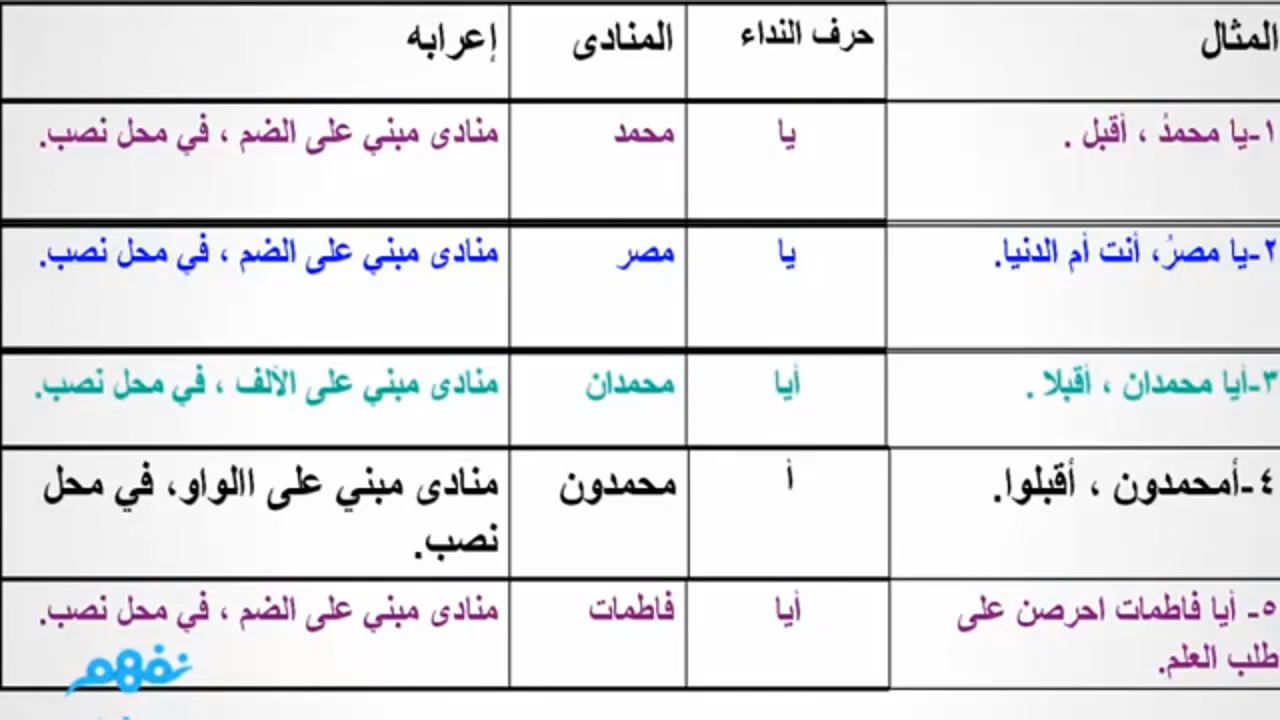 المثال حرف النداء المنادى إعرابه
١-يا محمدُ ، أقبل . يا محمد منادى مبني على الضم ، في محل نصب.
٢-يا مصرُ، أنت أم الدنيا. يا مصر منادى مبني على الضم ، في محل نصب.
٣-أيا محمدان ، أقبلا . أيا محمدان منادى مبني على الألف ، في محل نصب.
٤-أمحمدون ، أقبلوا. أ محمدون منادى مبني على االواو، في محل
نصب.
٥- أيا فاطمات احرصن على أيا فاطمات منادى مبني على الضم ، في محل نصب.
طلب العلم.
نفهم